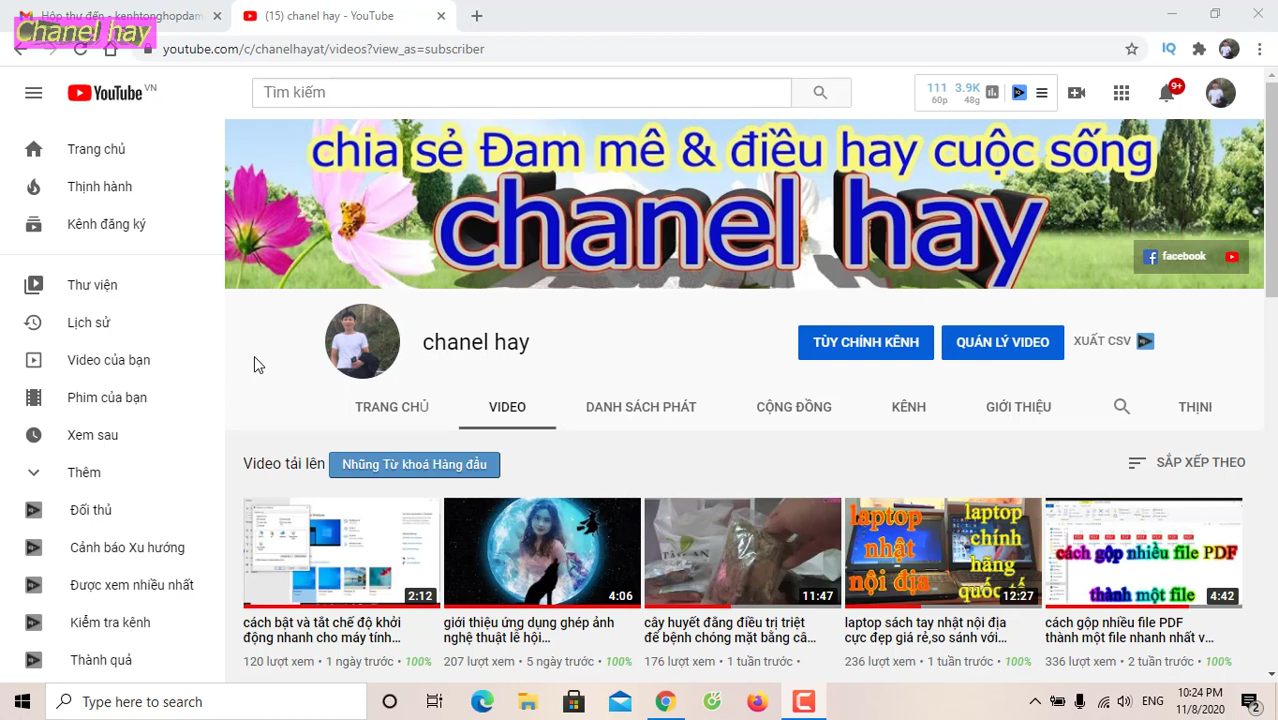 Hộp thư đến - kenhtonghopdam
(15) chanel hay - YouTube
Chanel hay
youtube.com/c/chanelhayat/videos?view_as=subscriber
YouTube VN
Tìm kiếm
111 3.9K
60p 48g
9+
Trang chủ
Thịnh hành
Kênh đăng ký
Thư viện
Lịch sử
Video của bạn
Phim của bạn
Xem sau
Thêm
Đối thủ
Cảnh báo Xu hướng
Được xem nhiều nhất
Kiểm tra kênh
Thành quả
chia sẻ Đam mê & điều hay cuộc sống
chanel hay
facebook
chanel hay
TÙY CHỈNH KÊNH
QUẢN LÝ VIDEO
XUẤT CSV
TRANG CHỦ
VIDEO
DANH SÁCH PHÁT
CỘNG ĐỒNG
KÊNH
GIỚI THIỆU
THỊNI
Video tải lên
Những Từ khoá Hàng đầu
SẮP XẾP THEO
2:12
cách bật và tắt chế độ khởi
động nhanh cho máy tính...
120 lượt xem • 1 ngày trước • 100%
4:06
giới thiệu ứng dụng ghép ảnh
nghệ thuật lễ hội...
207 lượt xem • 5 ngày trước • 100%
11:47
cây huyết đằng điều trị triệt
để bệnh chóng mặt bằng câ...
176 lượt xem • 1 tuần trước •
laptop
nhật
nội địa
laptop
chính
hãng
12:27
laptop sách tay nhật nội địa
cực đẹp giá rẻ,so sánh với...
236 lượt xem • 1 tuần trước • 100%
cách gộp nhiều file PDF
thành một file
4:42
cách gộp nhiều file PDF
thành một file nhanh nhất v...
336 lượt xem • 2 tuần trước • 100%
Type here to search
ENG
10:24 PM
11/8/2020
2